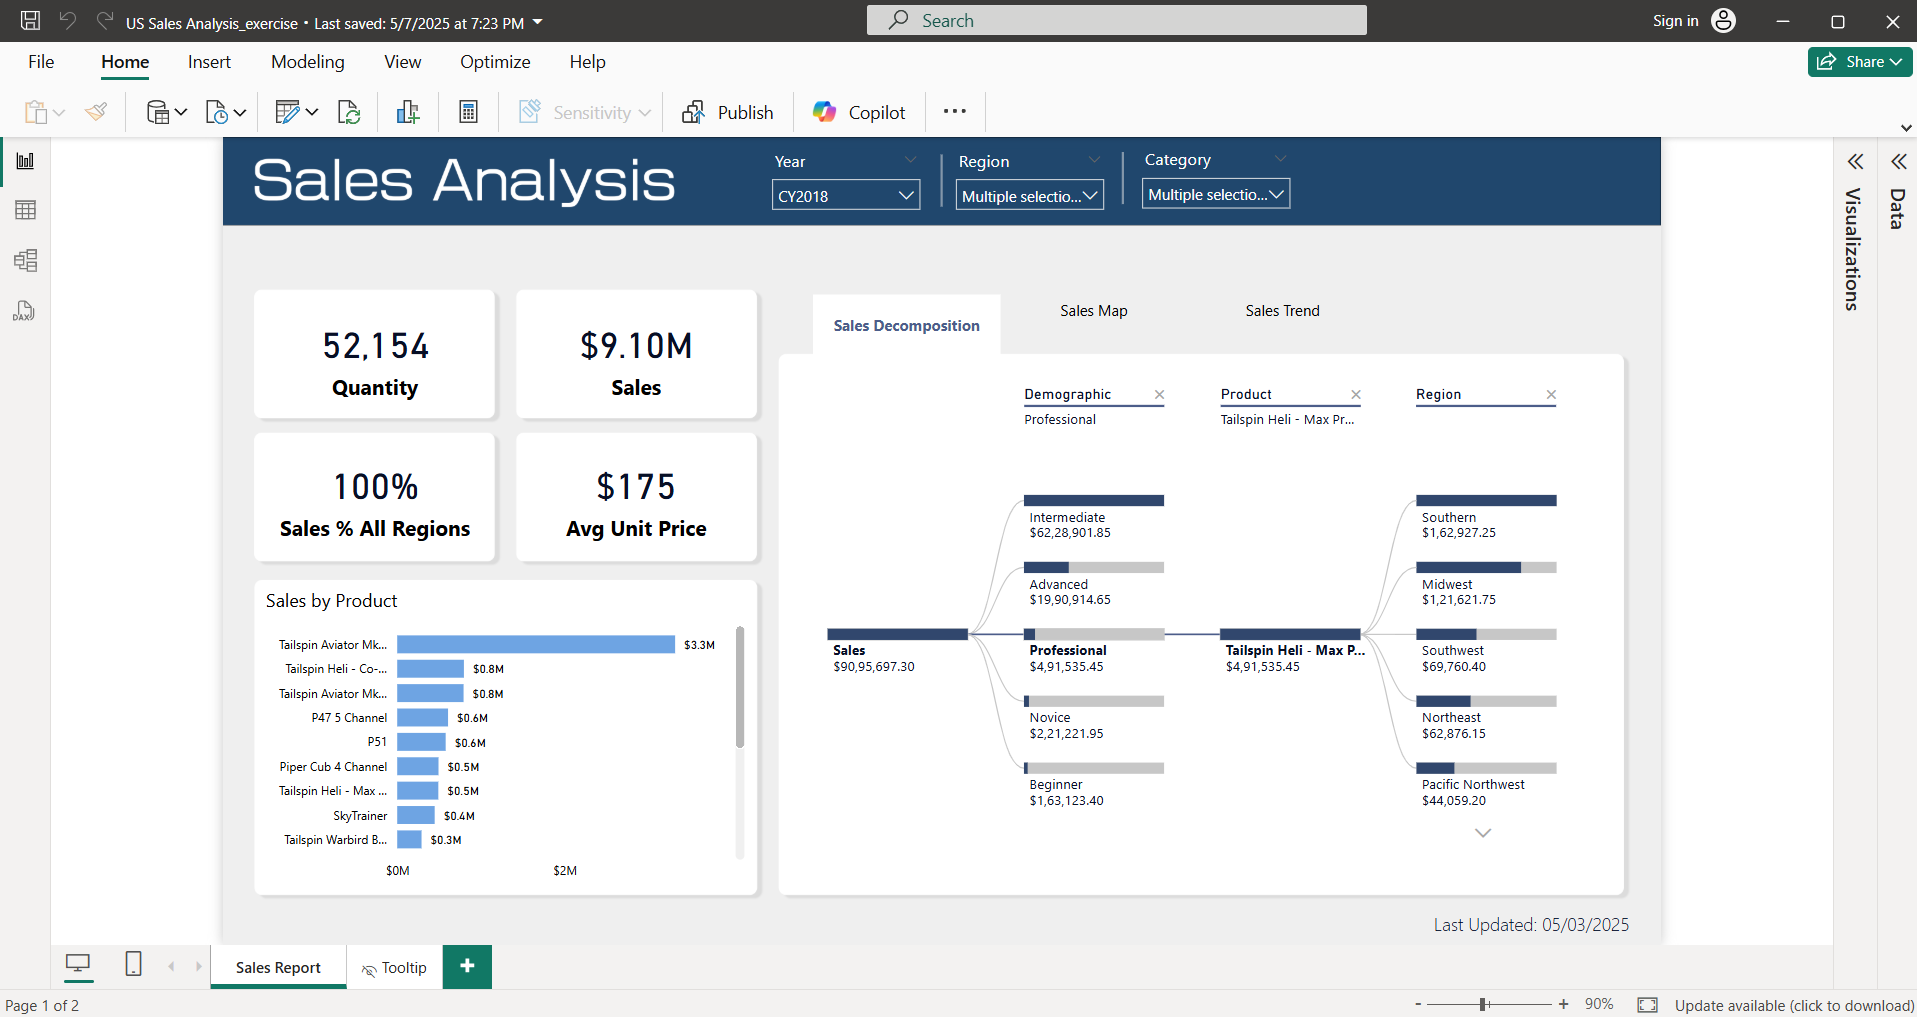 US Sales Analysis_exercise • Last saved: 5/7/2025 at 7:23 PM
Search
Sign in
File Home Insert Modeling View Optimize Help
Share
Sensitivity
Publish
Copilot
Sales Analysis
Year
CY2018
Region
Multiple selectio...
Category
Multiple selectio...
Visualizations
Data
DAX
52,154
Quantity
$9.10M
Sales
100%
Sales % All Regions
$175
Avg Unit Price
Sales by Product
Tailspin Aviator Mk... $3.3M
Tailspin Heli - Co-... $0.8M
Tailspin Aviator Mk... $0.8M
P47 5 Channel $0.6M
P51 $0.6M
Piper Cub 4 Channel $0.5M
Tailspin Heli - Max ... $0.5M
SkyTrainer $0.4M
Tailspin Warbird B... $0.3M
$0M $2M
Sales Decomposition
Sales Map
Sales Trend
Demographic
Professional
Product
Tailspin Heli - Max Pr...
Region
Sales
$90,95,697.30
Intermediate
$62,28,901.85
Advanced
$19,90,914.65
Professional
$4,91,535.45
Novice
$2,21,221.95
Beginner
$1,63,123.40
Tailspin Heli - Max P...
$4,91,535.45
Southern
$1,62,927.25
Midwest
$1,21,621.75
Southwest
$69,760.40
Northeast
$62,876.15
Pacific Northwest
$44,059.20
Last Updated: 05/03/2025
Sales Report
Tooltip
Page 1 of 2
90%
Update available (click to download)